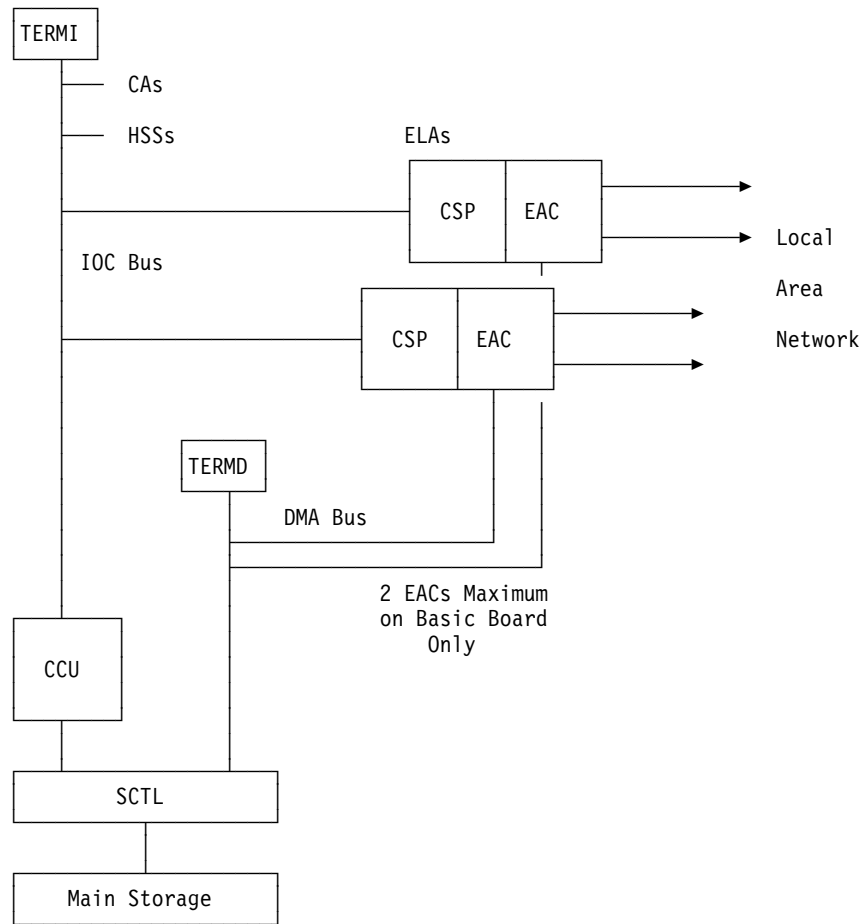 TERMI
CAs
HSSs
ELAs
CSP
EAC
Local
IOC Bus
Area
CSP
EAC
Network
TERMD
DMA Bus
2 EACs Maximum
on Basic Board
Only
CCU
SCTL
Main Storage